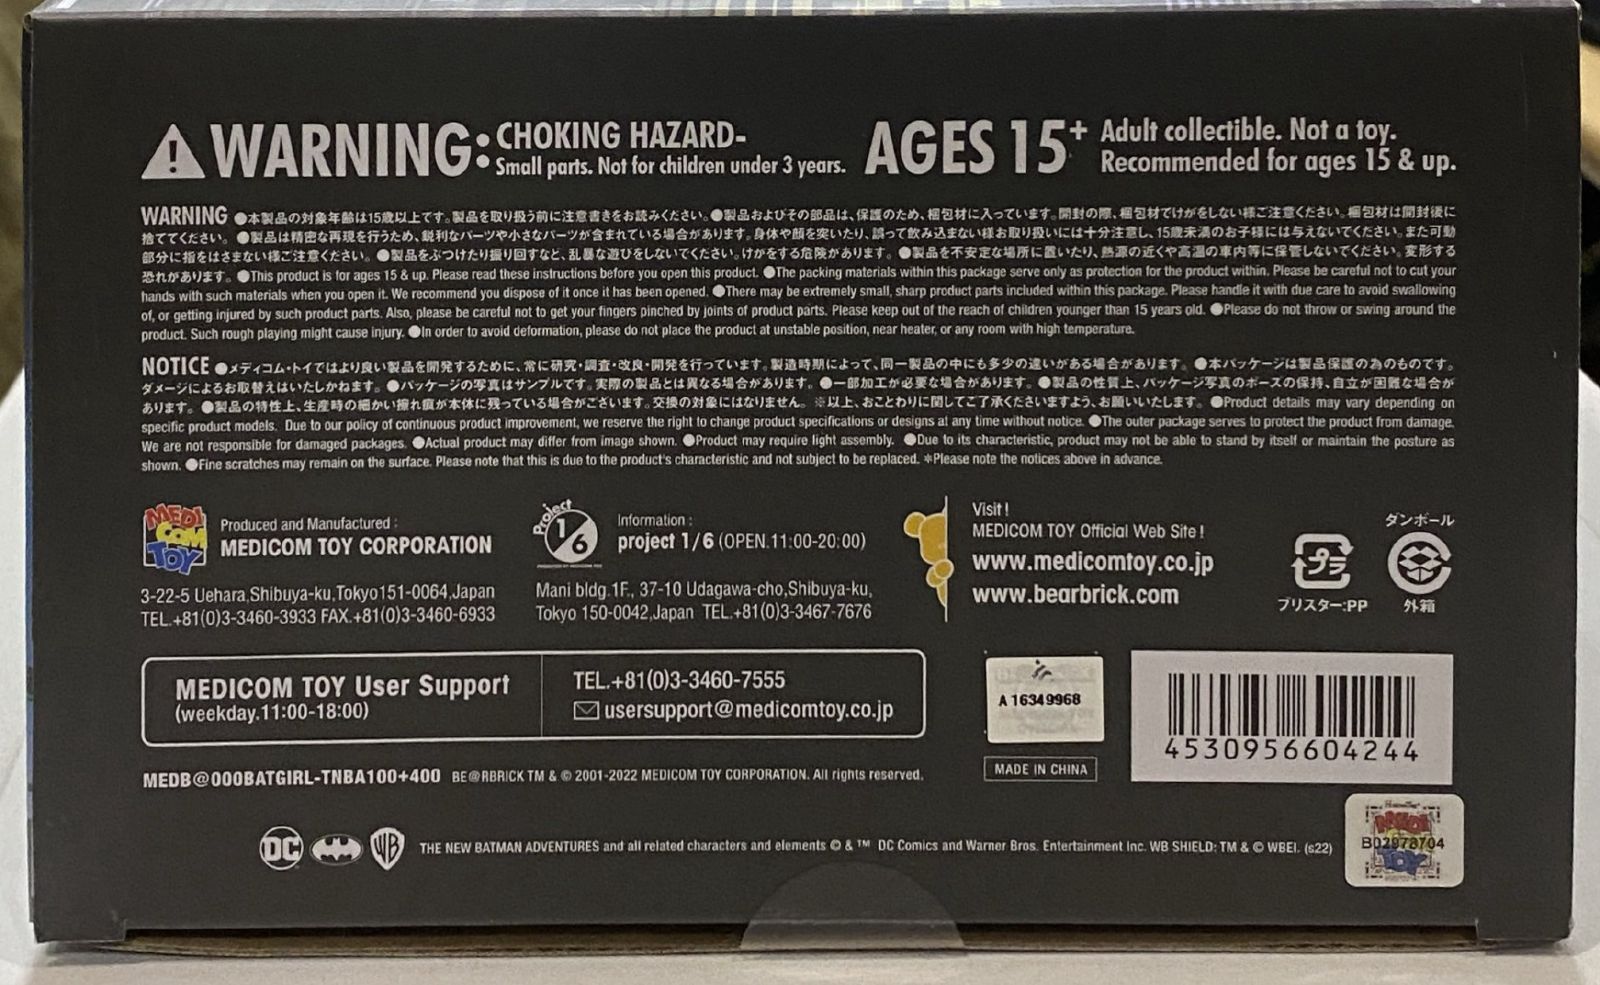 WARNING: CHOKING HAZARD-
Small parts. Not for children under 3 years.
AGES 15+ Adult collectible. Not a toy.
Recommended for ages 15 & up.
WARNING ●本製品の対象年齢は15歳以上です。製品を取り扱う前に注意書きをお読みください。●製品およびその部品は、保護のため、梱包材に入っています。開封の際、梱包材でけがをしない様ご注意ください。梱包材は開封後に
捨ててください。●製品は精密な再現を行うため、鋭利なパーツや小さなパーツが含まれている場合があります。身体や顔を突いたり、誤って飲み込まない様お取り扱いには十分注意し、15歳未満のお子様には与えないでください。また可動
部分に指をはさまない様ご注意ください。●製品をぶつけたり振り回すなど、乱暴な遊びをしないでください。けがをする危険があります。●製品を不安定な場所に置いたり、熱源の近くや高温の車内等に保管しないでください。変形する
恐れがあります。●This product is for ages 15 & up. Please read these instructions before you open this product. ●The packing materials within this package serve only as protection for the product within. Please be careful not to cut your
hands with such materials when you open it. We recommend you dispose of it once it has been opened. ●There may be extremely small, sharp product parts included within this package. Please handle it with due care to avoid swallowing
of, or getting injured by such product parts. Also, please be careful not to get your fingers pinched by joints of product parts. Please keep out of the reach of children younger than 15 years old. ●Please do not throw or swing around the
product. Such rough playing might cause injury. ●In order to avoid deformation, please do not place the product at unstable position, near heater, or any room with high temperature.
NOTICE ●メディコム・トイではより良い製品を開発するために、常に研究・調査・改良・開発を行っています。製造時期によって、同一製品の中にも多少の違いがある場合があります。●本パッケージは製品保護の為のものです。
ダメージによるお取替えはいたしかねます。●パッケージの写真はサンプルです。実際の製品とは異なる場合があります。●一部加工が必要な場合があります。●製品の性質上、パッケージ写真のポーズの保持、自立が困難な場合が
あります。●製品の特性上、生産時の細かい擦れ痕が本体に残っている場合がございます。交換の対象にはなりません。※以上、おことわりに関してご了承くださいますよう、お願いいたします。●Product details may vary depending on
specific product models. Due to our policy of continuous product improvement, we reserve the right to change product specifications or designs at any time without notice. ●The outer package serves to protect the product from damage.
We are not responsible for damaged packages. ●Actual product may differ from image shown. ●Product may require light assembly. ●Due to its characteristic, product may not be able to stand by itself or maintain the posture as
shown. ●Fine scratches may remain on the surface. Please note that this is due to the product's characteristic and not subject to be replaced. *Please note the notices above in advance.
MEDI COM TOY
Produced and Manufactured :
MEDICOM TOY CORPORATION
3-22-5 Uehara,Shibuya-ku,Tokyo151-0064,Japan
TEL.+81(0)3-3460-3933 FAX.+81(0)3-3460-6933
Project 1/6
Information :
project 1/6 (OPEN.11:00-20:00)
Mani bldg.1F., 37-10 Udagawa-cho,Shibuya-ku,
Tokyo 150-0042,Japan TEL.+81(0)3-3467-7676
Visit !
MEDICOM TOY Official Web Site !
www.medicomtoy.co.jp
www.bearbrick.com
プラ
ブリスター:PP
ダンボール
外箱
MEDICOM TOY User Support
(weekday.11:00-18:00)
TEL.+81(0)3-3460-7555
usersupport@medicomtoy.co.jp
A 16349968
MADE IN CHINA
4530956604244
MEDB@000BATGIRL-TNBA100+400 BE@RBRICK TM & © 2001-2022 MEDICOM TOY CORPORATION. All rights reserved.
DC WB THE NEW BATMAN ADVENTURES and all related characters and elements © & ™ DC Comics and Warner Bros. Entertainment Inc. WB SHIELD: TM & © WBEI. (s22)
MEDI
B02978704
TOY